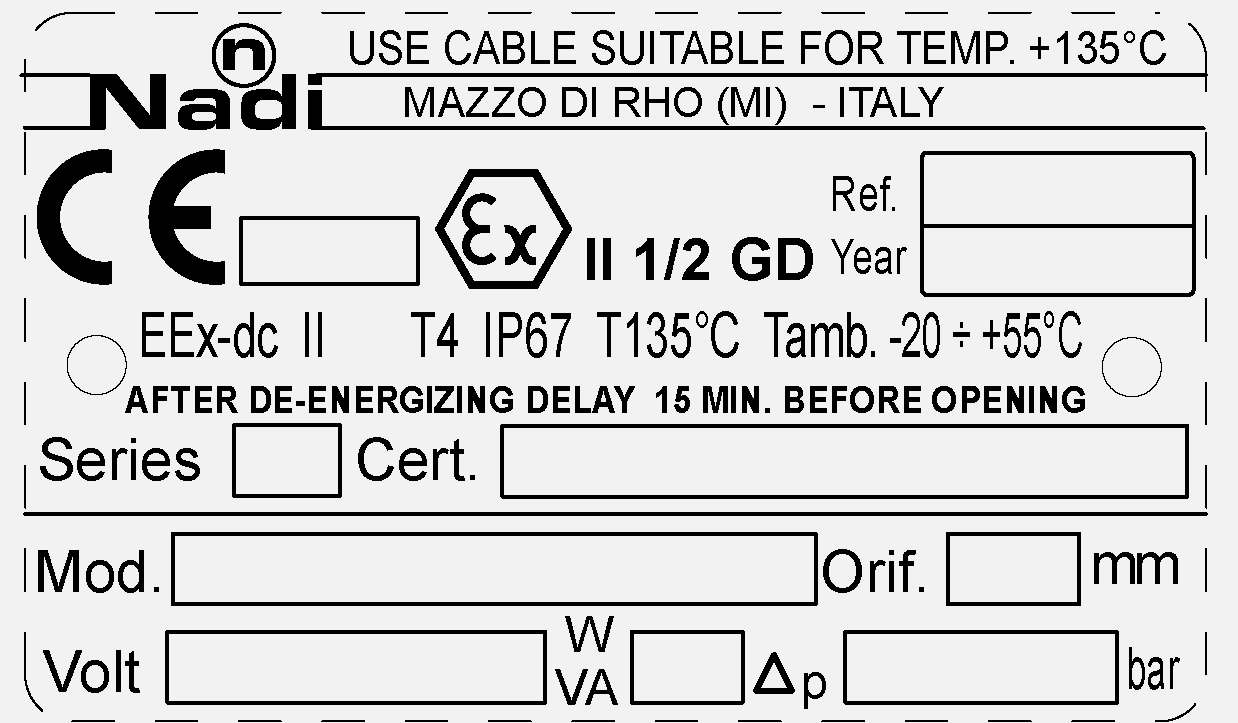 n
Nadi
USE CABLE SUITABLE FOR TEMP. +135°C
MAZZO DI RHO (MI) - ITALY
CE
Ex II 1/2 GD
Ref.
Year
EEx-dc II T4 IP67 T135°C Tamb. -20 ÷ +55°C
AFTER DE-ENERGIZING DELAY 15 MIN. BEFORE OPENING
Series Cert.
Mod. Orif. mm
Volt W VA Δp bar